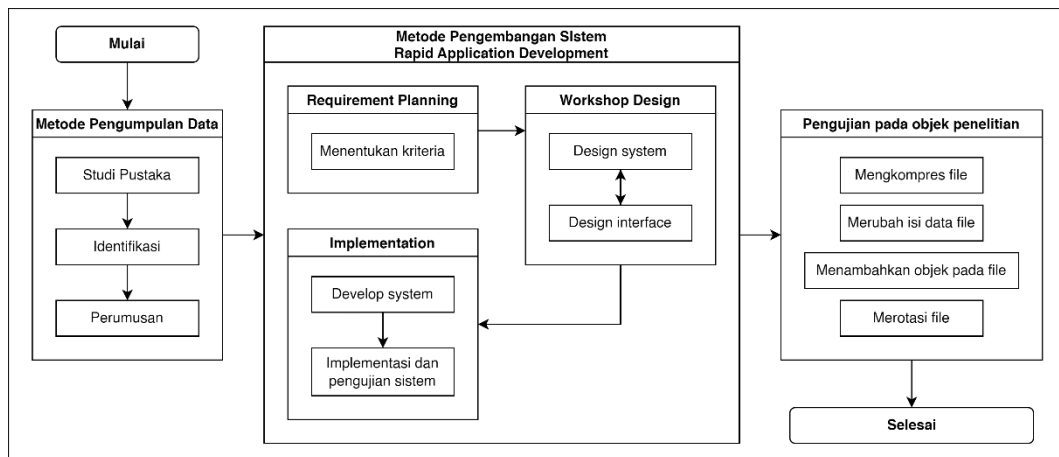 Mulai
Metode Pengumpulan Data
Studi Pustaka
Identifikasi
Perumusan
Metode Pengembangan SIstem
Rapid Application Development
Requirement Planning
Menentukan kriteria
Workshop Design
Design system
Design interface
Implementation
Develop system
Implementasi dan
pengujian sistem
Pengujian pada objek penelitian
Mengkompres file
Merubah isi data file
Menambahkan objek pada file
Merotasi file
Selesai